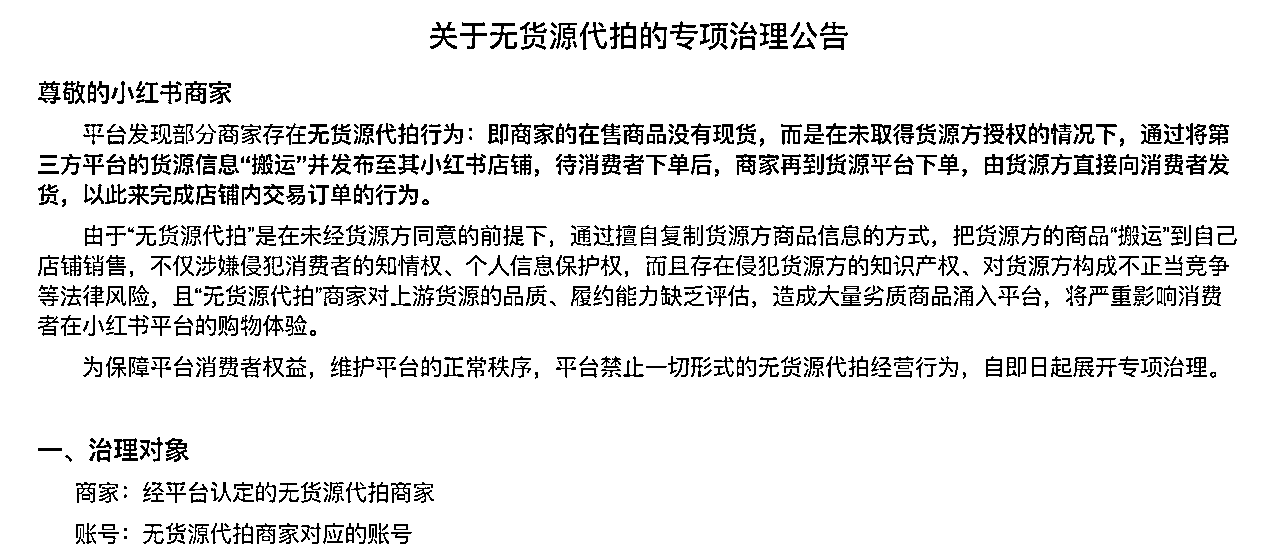 关于无货源代拍的专项治理公告
尊敬的小红书商家
平台发现部分商家存在无货源代拍行为：即商家的在售商品没有现货，而是在未取得货源方授权的情况下，通过将第
三方平台的货源信息“搬运”并发布至其小红书店铺，待消费者下单后，商家再到货源平台下单，由货源方直接向消费者发
货，以此来完成店铺内交易订单的行为。
由于“无货源代拍”是在未经货源方同意的前提下，通过擅自复制货源方商品信息的方式，把货源方的商品“搬运”到自己
店铺销售，不仅涉嫌侵犯消费者的知情权、个人信息保护权，而且存在侵犯货源方的知识产权、对货源方构成不正当竞争
等法律风险，且“无货源代拍”商家对上游货源的品质、履约能力缺乏评估，造成大量劣质商品涌入平台，将严重影响消费
者在小红书平台的购物体验。
为保障平台消费者权益，维护平台的正常秩序，平台禁止一切形式的无货源代拍经营行为，自即日起展开专项治理。
一、治理对象
商家：经平台认定的无货源代拍商家
账号：无货源代拍商家对应的账号